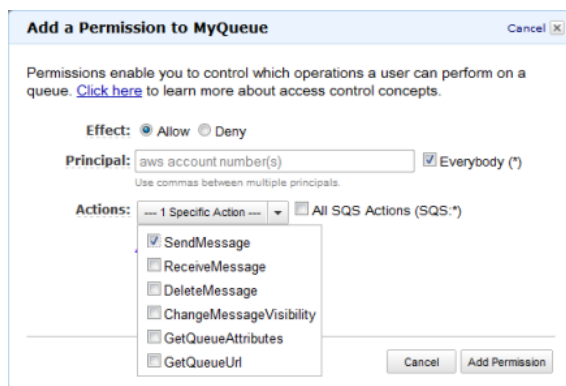 Add a Permission to MyQueue Cancel
Permissions enable you to control which operations a user can perform on a
queue. Click here to learn more about access control concepts.
Effect: Allow Deny
Principal: aws account number(s) Everybody (*)
Use commas between multiple principals.
Actions: --- 1 Specific Action --- All SQS Actions (SQS:*)
SendMessage
ReceiveMessage
DeleteMessage
ChangeMessageVisibility
GetQueueAttributes
GetQueueUrl
Cancel Add Permission